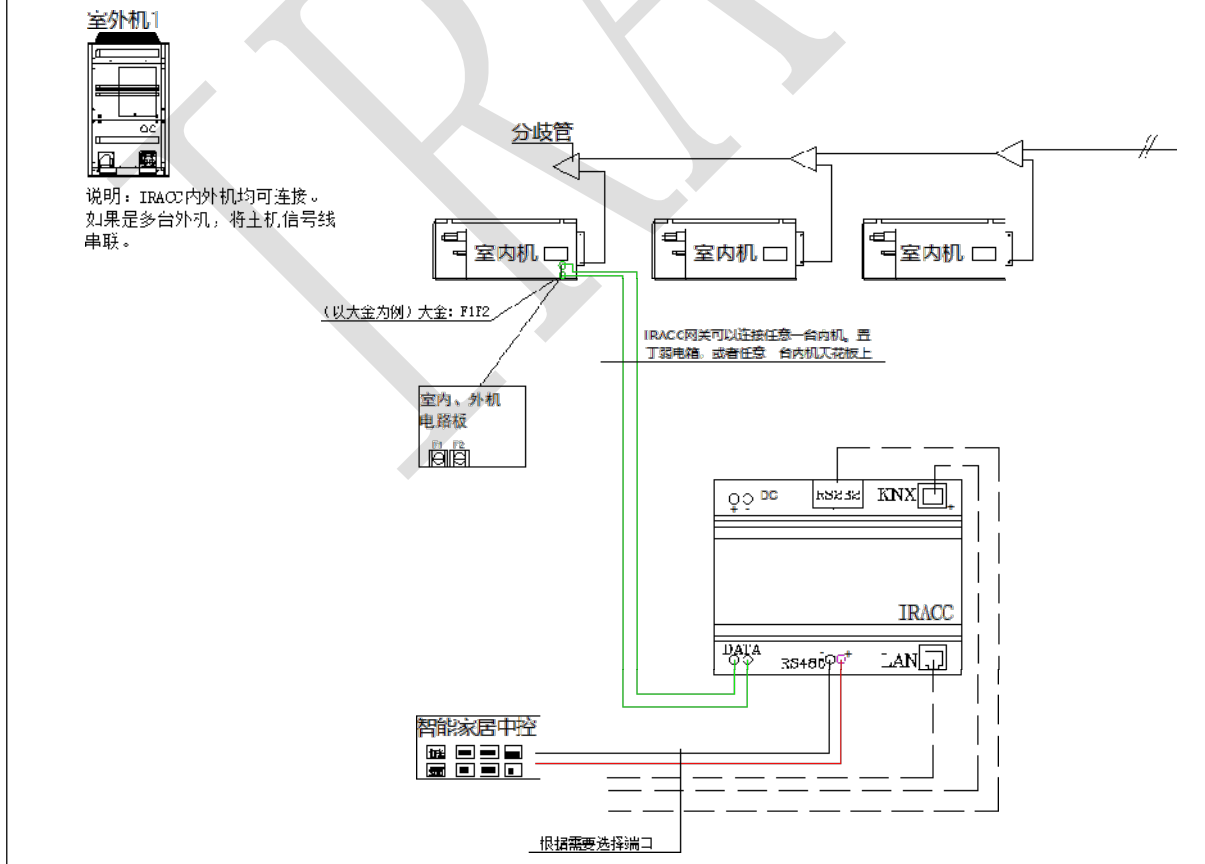 室外机1
说明：IRACC内外机均可连接。
如果是多台外机，将主机信号线
串联。
分歧管
室内机
室内机
室内机
(以大金为例) 大金: F1F2
IRACC网关可以连接任意一台内机。置
弱电箱。或者任意 台内机天花板上
室内、外机
电路板
F1 F2
DC
+ -
RS232
KNX
+
IRACC
DATA
RS485
- +
LAN
智能家居中控
根据需要选择端口
IRA